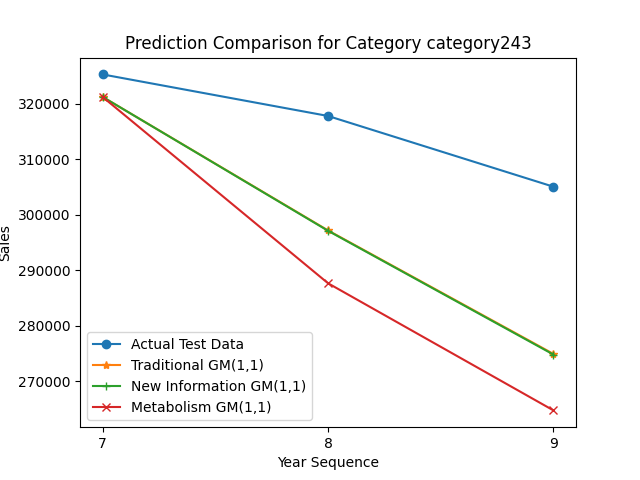 Prediction Comparison for Category category243
320000
310000
300000
290000
280000
270000
Sales
Actual Test Data
Traditional GM(1,1)
New Information GM(1,1)
Metabolism GM(1,1)
7
8
9
Year Sequence